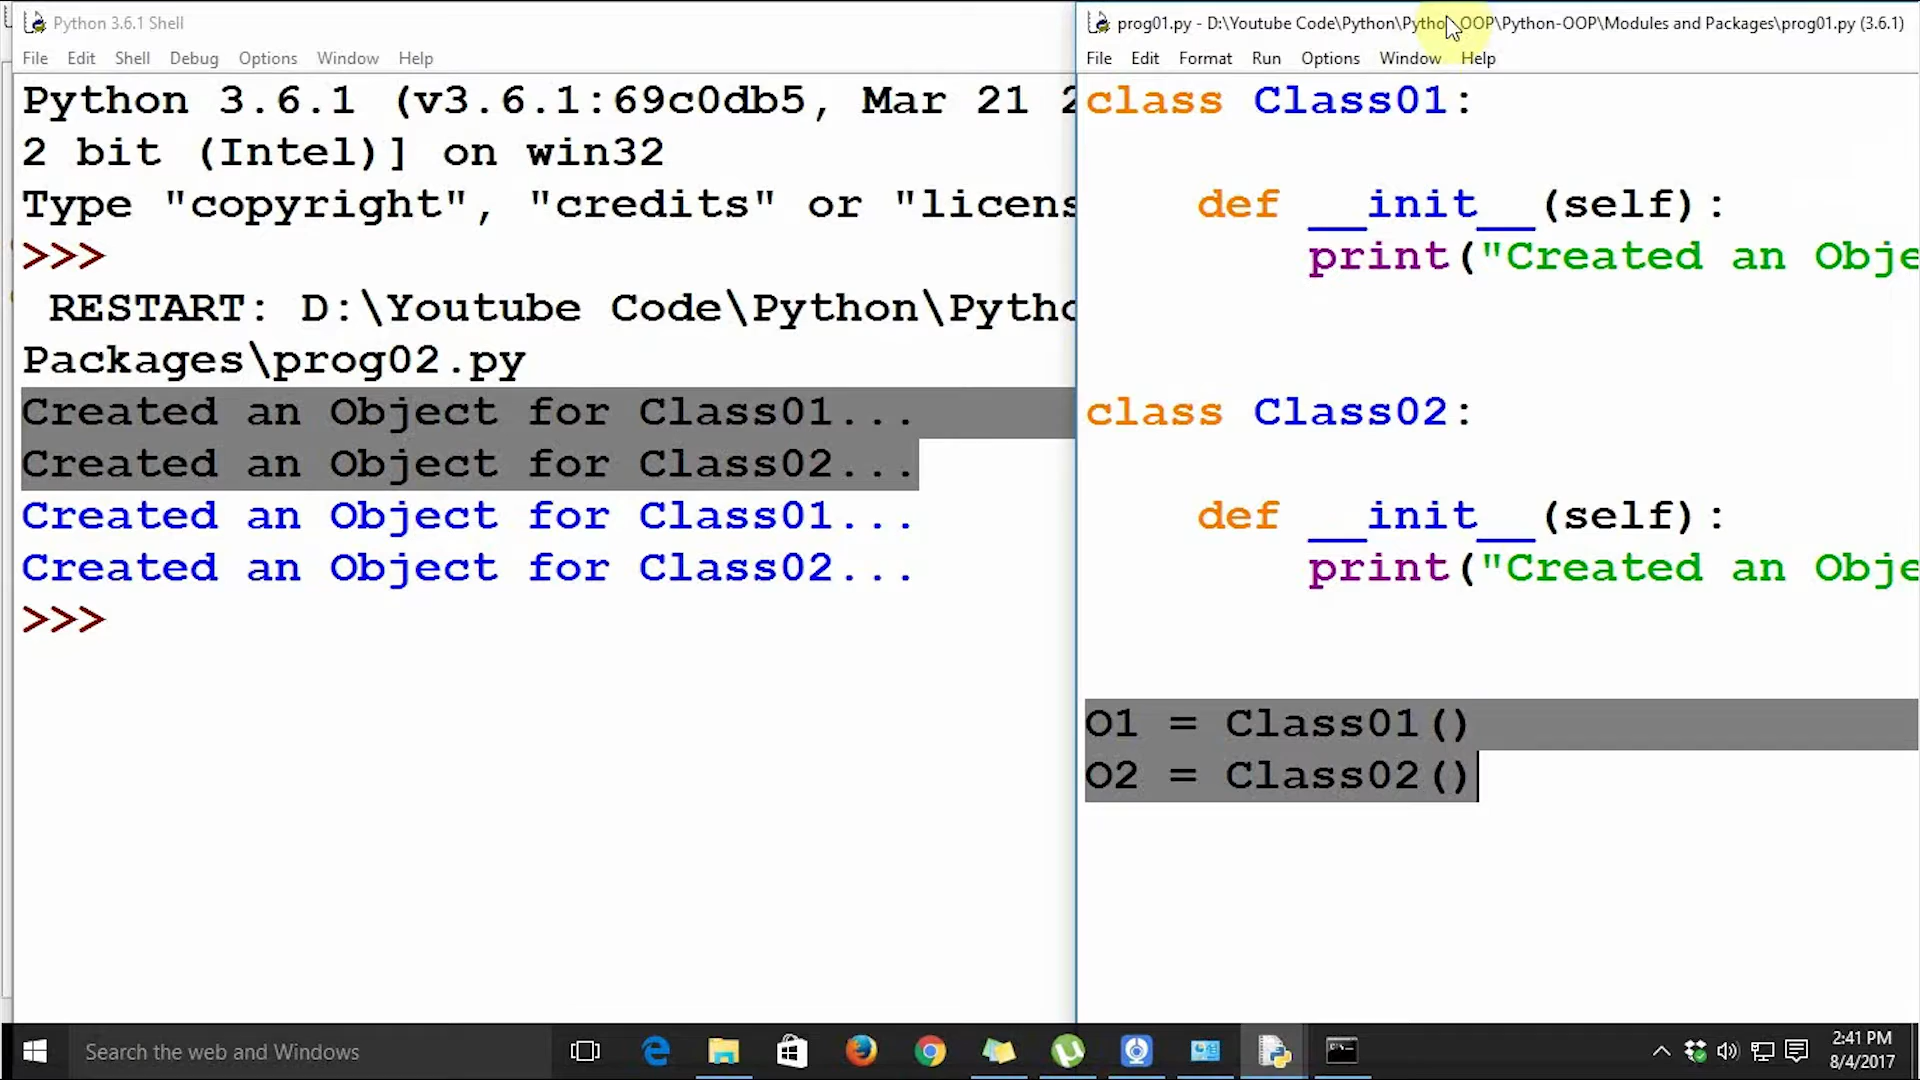 Python 3.6.1 Shell
File Edit Shell Debug Options Window Help
Python 3.6.1 (v3.6.1:69c0db5, Mar 21 2
2 bit (Intel)] on win32
Type "copyright", "credits" or "licens
>>>
RESTART: D:\Youtube Code\Python\Pytho
Packages\prog02.py
Created an Object for Class01...
Created an Object for Class02...
Created an Object for Class01...
Created an Object for Class02...
>>>
prog01.py - D:\Youtube Code\Python\Python-OOP\Python-OOP\Modules and Packages\prog01.py (3.6.1)
File Edit Format Run Options Window Help
class Class01:
def __init__(self):
print("Created an Obje
class Class02:
def __init__(self):
print("Created an Obje
O1 = Class01()
O2 = Class02()
Search the web and Windows
2:41 PM
8/4/2017